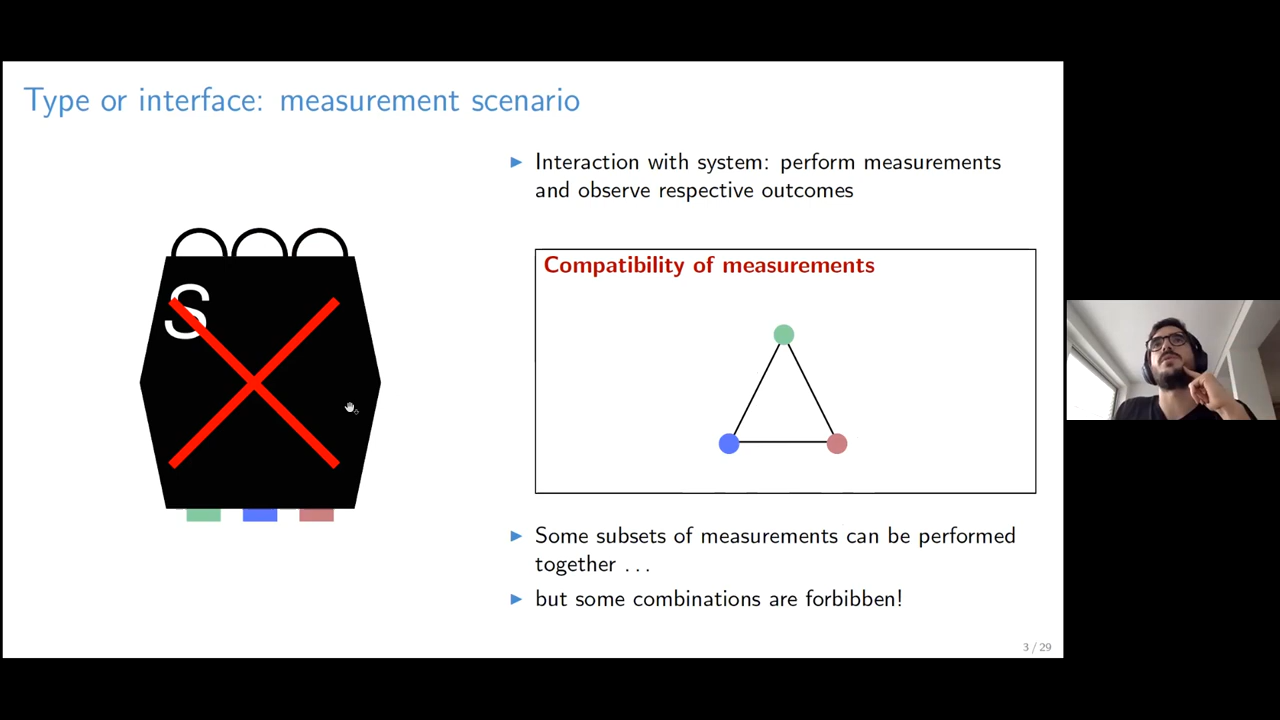 Type or interface: measurement scenario
▶ Interaction with system: perform measurements
and observe respective outcomes
S
Compatibility of measurements
▶ Some subsets of measurements can be performed
together . . .
▶ but some combinations are forbibben!
3 / 29